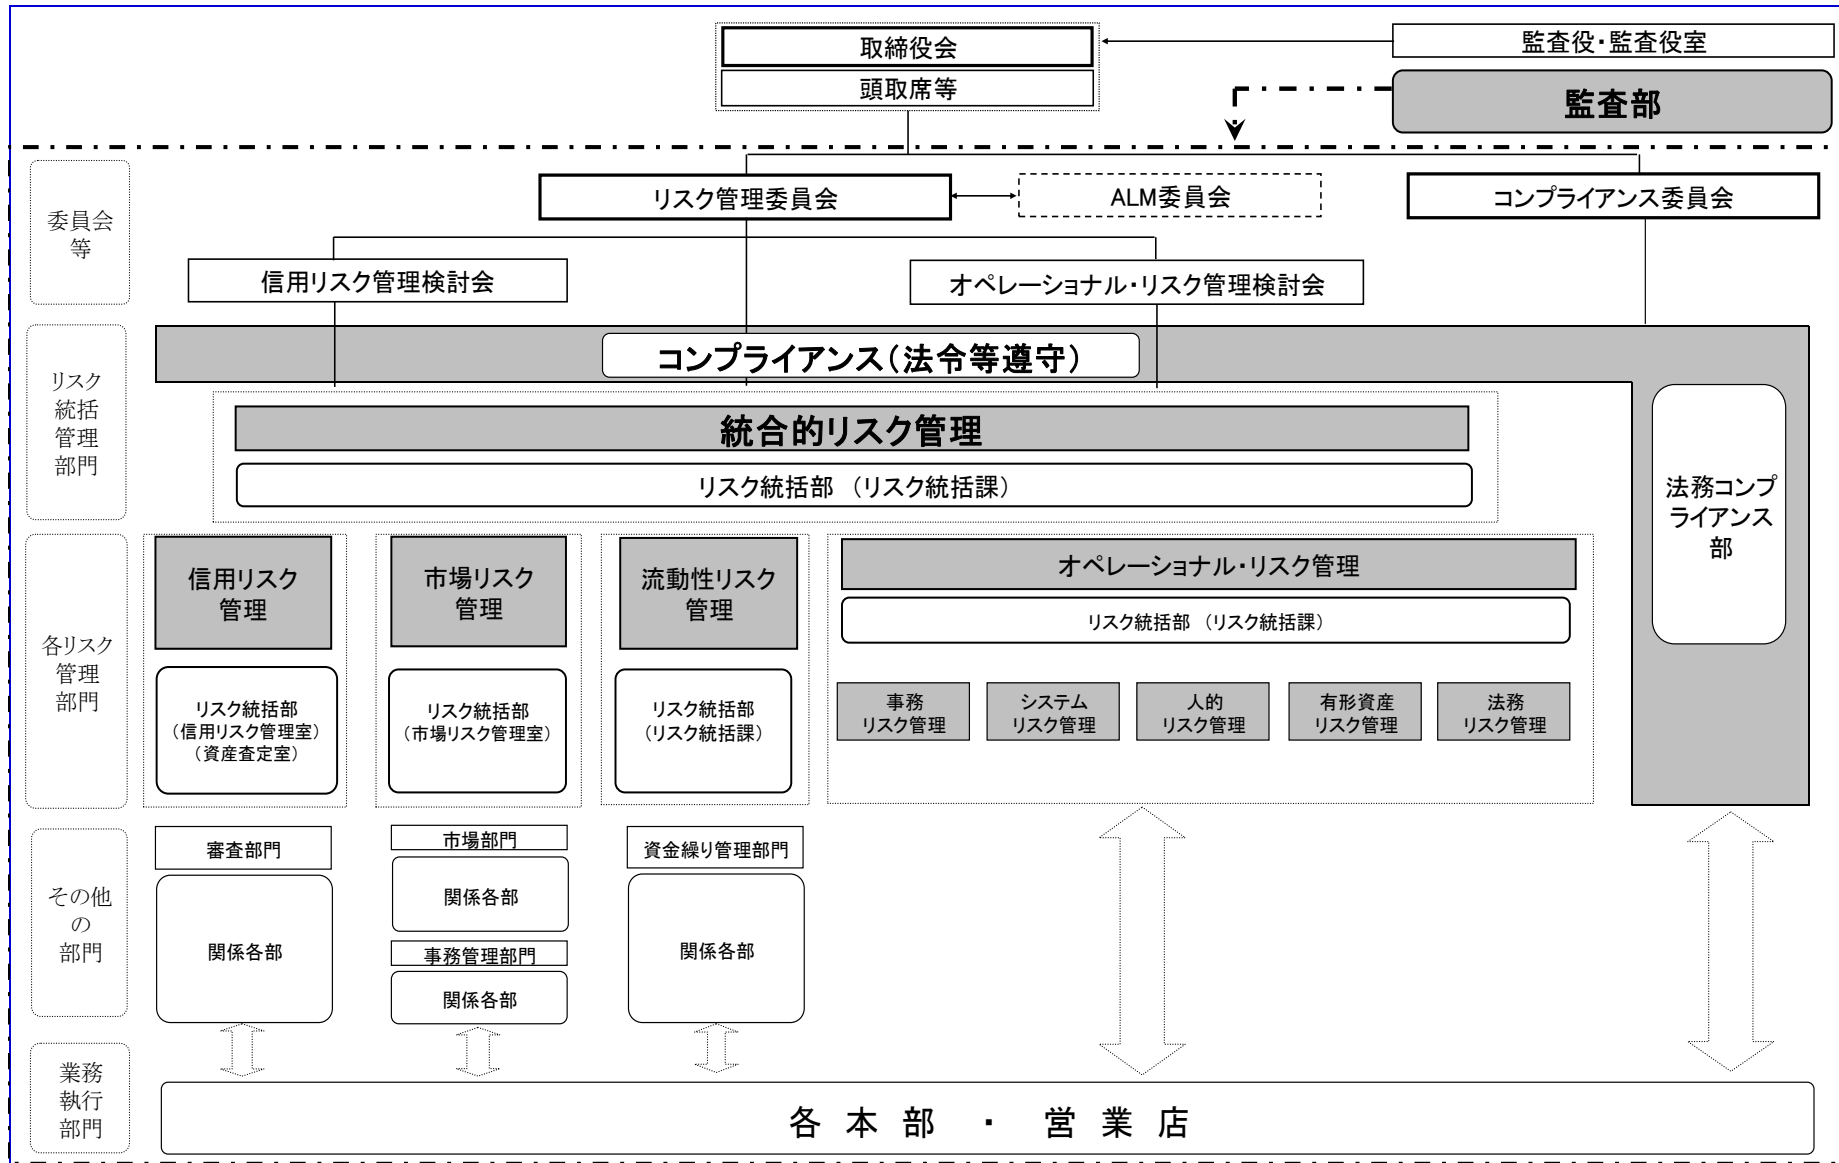 取締役会
頭取席等
監査役・監査役室
監査部
委員会
等
リスク管理委員会
ALM委員会
コンプライアンス委員会
信用リスク管理検討会
オペレーショナル・リスク管理検討会
リスク
統括
管理
部門
コンプライアンス(法令等遵守)
統合的リスク管理
リスク統括部 (リスク統括課)
法務コンプ
ライアンス
部
各リスク
管理
部門
信用リスク
管理
市場リスク
管理
流動性リスク
管理
オペレーショナル・リスク管理
リスク統括部 (リスク統括課)
リスク統括部
(信用リスク管理室)
(資産査定室)
リスク統括部
(市場リスク管理室)
リスク統括部
(リスク統括課)
事務
リスク管理
システム
リスク管理
人的
リスク管理
有形資産
リスク管理
法務
リスク管理
その他
の
部門
審査部門
関係各部
市場部門
関係各部
事務管理部門
関係各部
資金繰り管理部門
関係各部
業務
執行
部門
各 本 部 ・ 営 業 店